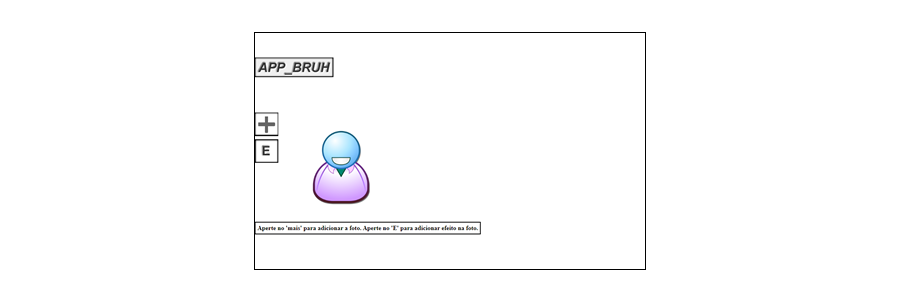 APP_BRUH
E
Aperte no 'mais' para adicionar a foto. Aperte no 'E' para adicionar efeito na foto.